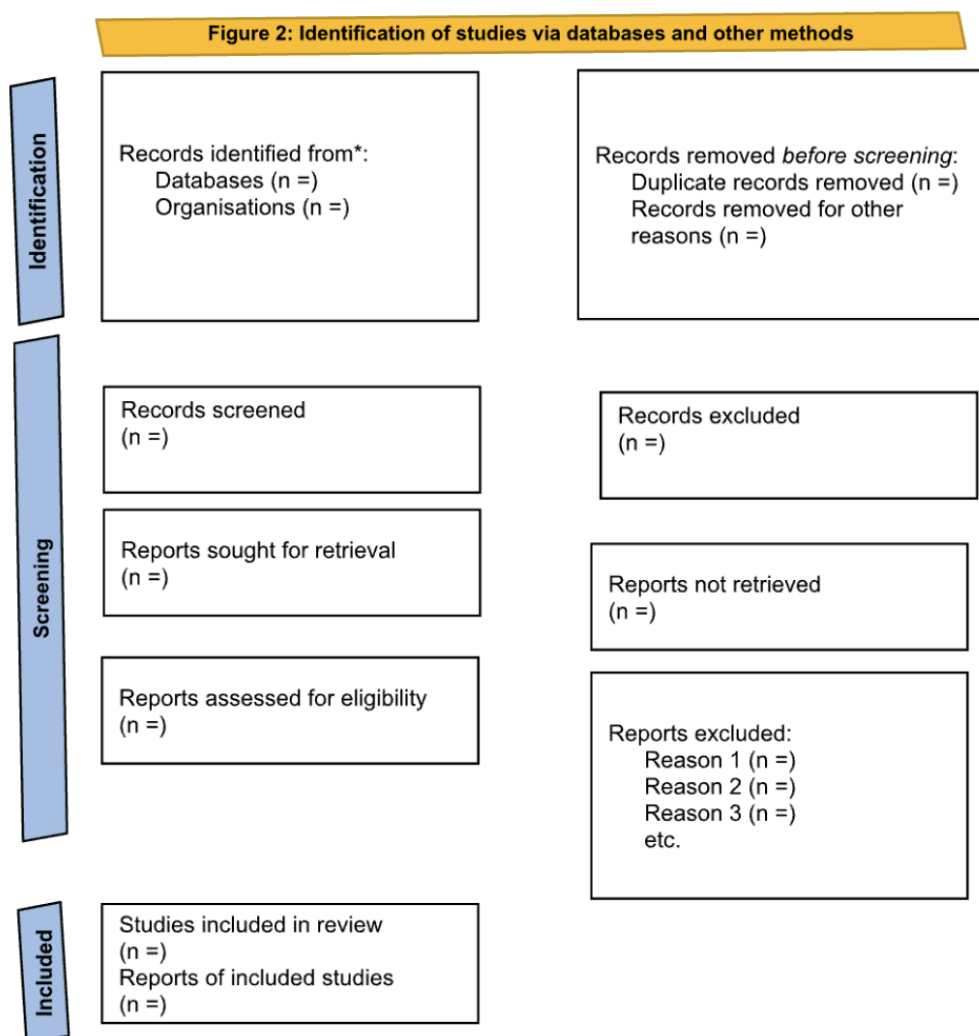 Figure 2: Identification of studies via databases and other methods
Identification
Records identified from*:
Databases (n =)
Organisations (n =)
Records removed before screening:
Duplicate records removed (n =)
Records removed for other
reasons (n =)
Screening
Records screened
(n =)
Records excluded
(n =)
Reports sought for retrieval
(n =)
Reports not retrieved
(n =)
Reports assessed for eligibility
(n =)
Reports excluded:
Reason 1 (n =)
Reason 2 (n =)
Reason 3 (n =)
etc.
Included
Studies included in review
(n =)
Reports of included studies
(n =)